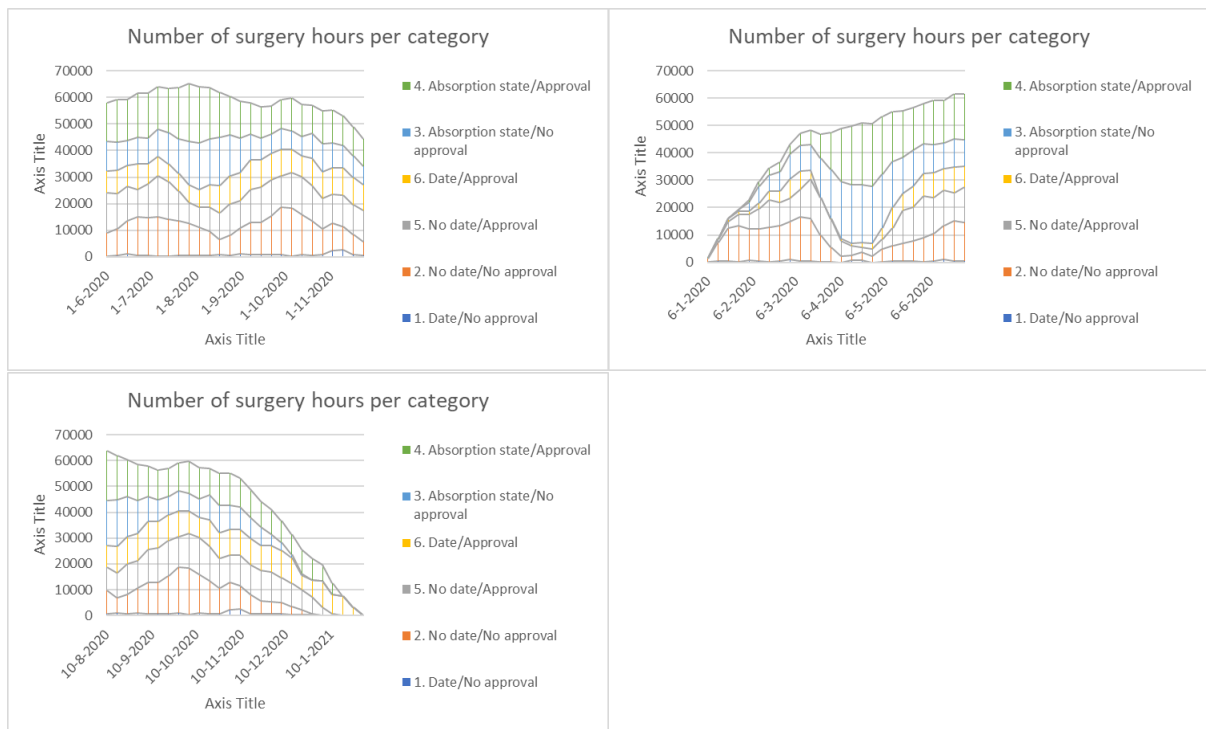 Number of surgery hours per category
70000
60000
50000
40000
30000
20000
10000
0
Axis Title
1-6-2020
1-7-2020
1-8-2020
1-9-2020
1-10-2020
1-11-2020
Axis Title
4. Absorption state/Approval
3. Absorption state/No
approval
6. Date/Approval
5. No date/Approval
2. No date/No approval
1. Date/No approval
Number of surgery hours per category
70000
60000
50000
40000
30000
20000
10000
0
Axis Title
6-1-2020
6-2-2020
6-3-2020
6-4-2020
6-5-2020
6-6-2020
Axis Title
4. Absorption state/Approval
3. Absorption state/No
approval
6. Date/Approval
5. No date/Approval
2. No date/No approval
1. Date/No approval
Number of surgery hours per category
70000
60000
50000
40000
30000
20000
10000
0
Axis Title
10-8-2020
10-9-2020
10-10-2020
10-11-2020
10-12-2020
10-1-2021
Axis Title
4. Absorption state/Approval
3. Absorption state/No
approval
6. Date/Approval
5. No date/Approval
2. No date/No approval
1. Date/No approval